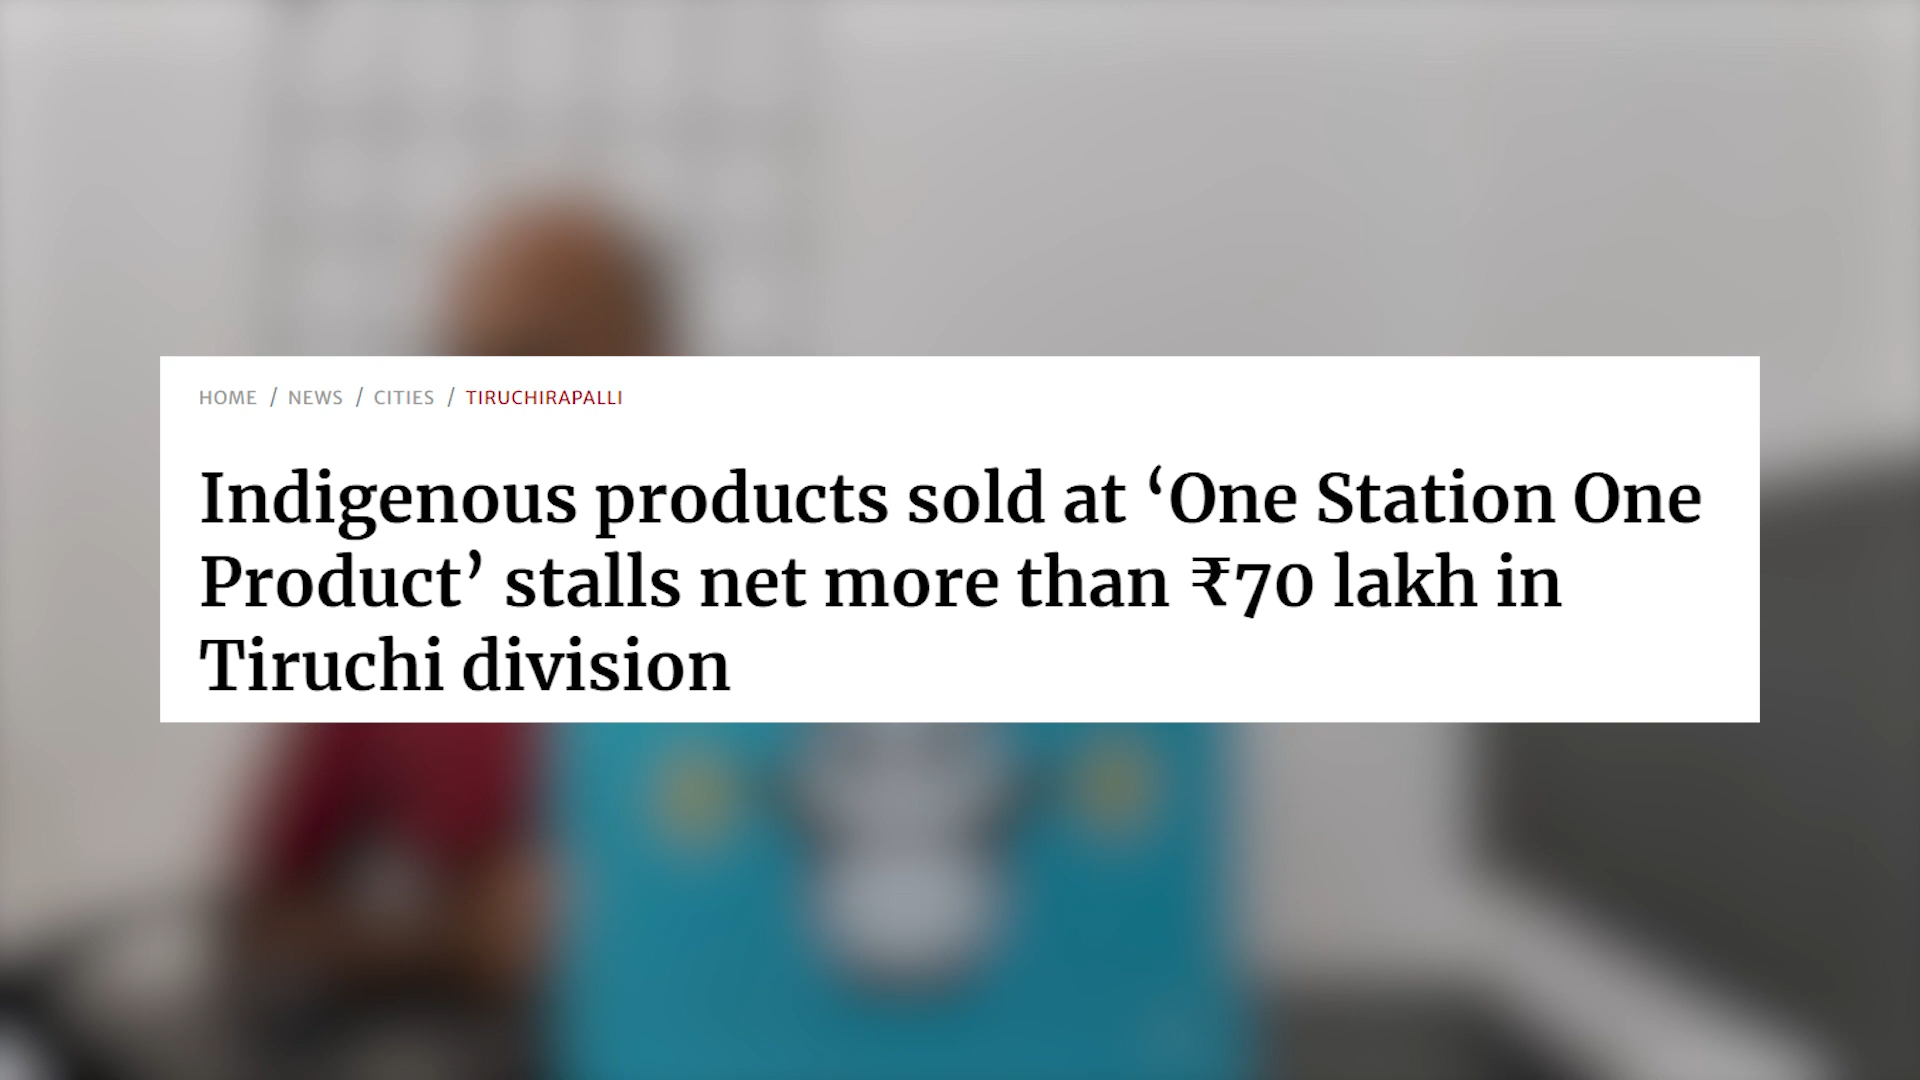 HOME / NEWS / CITIES / TIRUCHIRAPALLI
Indigenous products sold at ‘One Station One
Product’ stalls net more than ₹70 lakh in
Tiruchi division